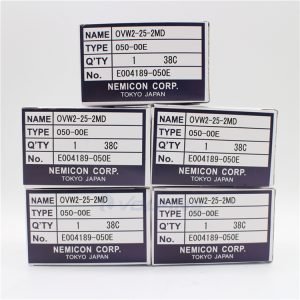 NAME OVW2-25-2MD
TYPE 050-00E
Q'TY 1 38C
No. E004189-050E
NEMICON CORP.
TOKYO JAPAN
NAME OVW2-25-2MD
TYPE 050-00E
Q'TY 1 38C
No. E004189-050E
NEMICON CORP.
TOKYO JAPAN
NAME OVW2-25-2MD
TYPE 050-00E
Q'TY 1 38C
No. E004189-050E
NEMICON CORP.
TOKYO JAPAN
NAME OVW2-25-2MD
TYPE 050-00E
Q'TY 1 38C
No. E004189-050E
NEMICON CORP.
TOKYO JAPAN
NAME OVW2-25-2MD
TYPE 050-00E
Q'TY 1 38C
No. E004189-050E
NEMICON CORP.
TOKYO JAPAN